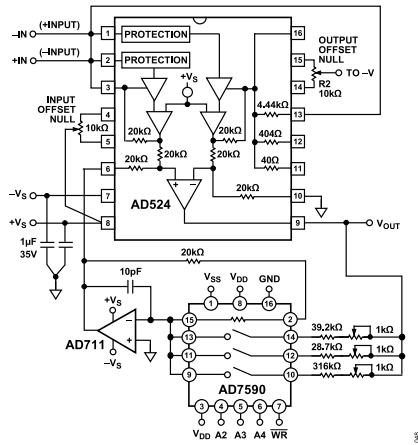 –IN
(+INPUT)
+IN
(–INPUT)
1
PROTECTION
2
PROTECTION
3
+VS
INPUT
OFFSET
NULL
4
10kΩ
5
20kΩ
20kΩ
20kΩ
20kΩ
6
20kΩ
–VS
7
+VS
8
20kΩ
1µF
35V
AD524
16
15
14
13
4.44kΩ
12
404Ω
11
40Ω
10
9
OUTPUT
OFFSET
NULL
TO –V
R2
10kΩ
VOUT
20kΩ
10pF
+VS
AD711
–VS
VSS
VDD
GND
1
8
16
15
2
13
14
11
12
9
10
39.2kΩ
1kΩ
28.7kΩ
1kΩ
316kΩ
1kΩ
AD7590
3
4
5
6
7
VDD
A2
A3
A4
WR